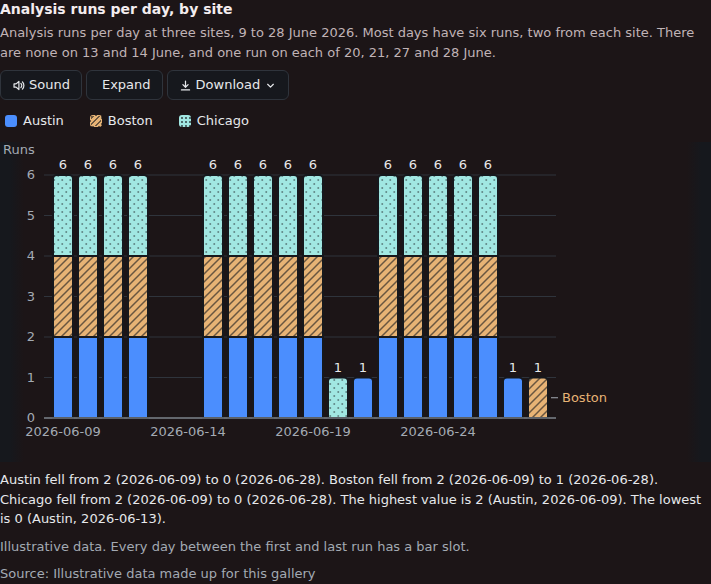 Analysis runs per day, by site
Analysis runs per day at three sites, 9 to 28 June 2026. Most days have six runs, two from each site. There
are none on 13 and 14 June, and one run on each of 20, 21, 27 and 28 June.
Sound Expand Download
Austin Boston Chicago
Runs
6 6 6 6 6 6 6 6 6 6 6 6 6 6
6
5
4
3
2
1 1 1 1 1
Boston
0
2026-06-09 2026-06-14 2026-06-19 2026-06-24
Austin fell from 2 (2026-06-09) to 0 (2026-06-28). Boston fell from 2 (2026-06-09) to 1 (2026-06-28).
Chicago fell from 2 (2026-06-09) to 0 (2026-06-28). The highest value is 2 (Austin, 2026-06-09). The lowest
is 0 (Austin, 2026-06-13).
Illustrative data. Every day between the first and last run has a bar slot.
Source: Illustrative data made up for this gallery